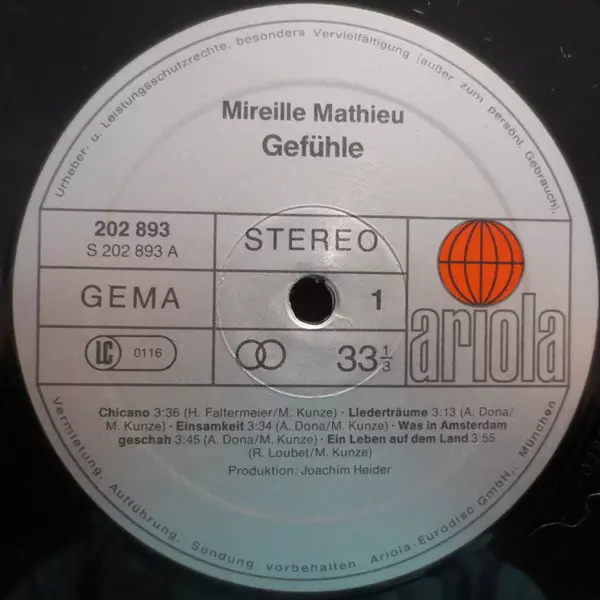 Urheber- u. Leistungsschutzrechte, besonders Vervielfältigung (außer zum persönl. Gebrauch),
Mireille Mathieu
Gefühle
202 893
S 202 893 A
STEREO
GEMA
1
LC 0116
33 1/3
ariola
Chicano 3:36 (H. Faltermeier/M. Kunze) · Liederträume 3:13 (A. Dona/
M. Kunze) · Einsamkeit 3:34 (A. Dona/M. Kunze) · Was in Amsterdam
geschah 3:45 (A. Dona/M. Kunze) · Ein Leben auf dem Land 3:55
(R. Loubet/M. Kunze)
Produktion: Joachim Heider
Vermietung, Aufführung, Sendung vorbehalten. Ariola-Eurodisc GmbH., München